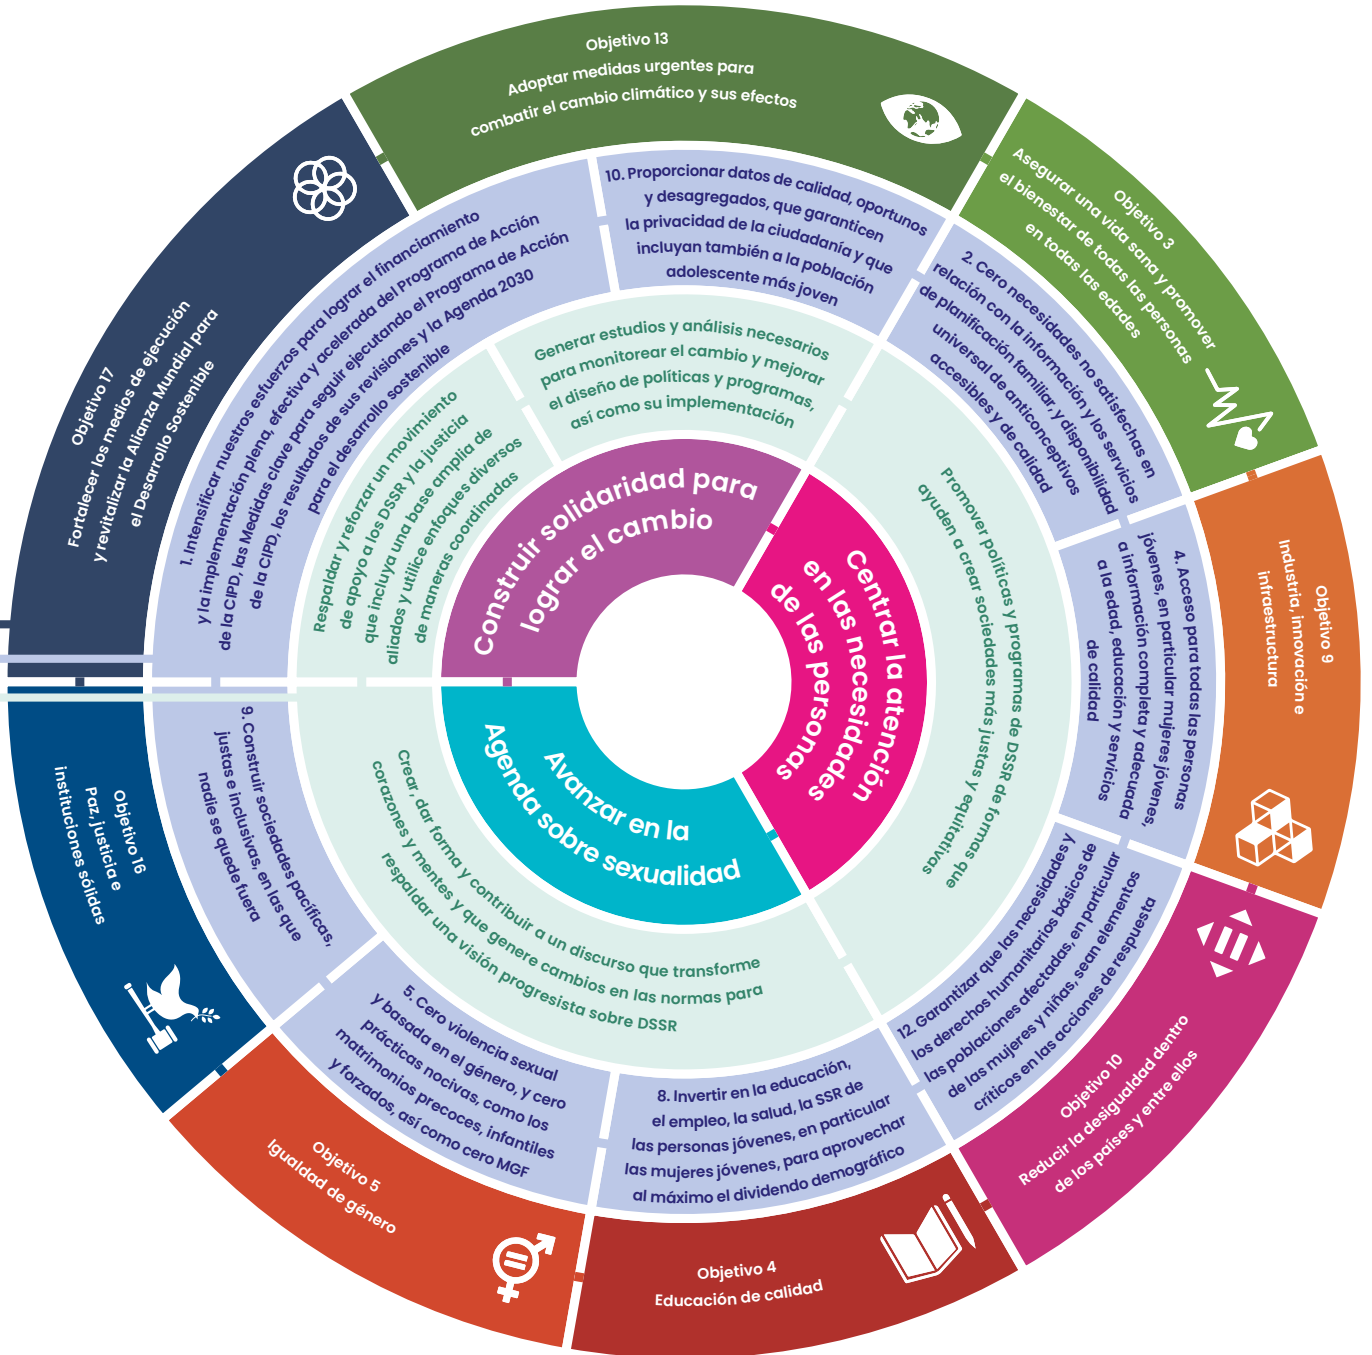 Objetivo 13
Adoptar medidas urgentes para
combatir el cambio climático y sus efectos
Objetivo 3
Asegurar una vida sana y promover
el bienestar de todas las personas
en todas las edades
Objetivo 9
Industria, innovación e
infraestructura
Objetivo 10
Reducir la desigualdad dentro
de los países y entre ellos
Objetivo 4
Educación de calidad
Objetivo 5
Igualdad de género
Objetivo 16
Paz, justicia e
instituciones sólidas
Objetivo 17
Fortalecer los medios de ejecución
y revitalizar la Alianza Mundial para
el Desarrollo Sostenible
10. Proporcionar datos de calidad, oportunos
y desagregados, que garanticen
la privacidad de la ciudadanía y que
incluyan también a la población
adolescente más joven
2. Cero necesidades no satisfechas en
relación con la información y los servicios
de planificación familiar, y disponibilidad
universal de anticonceptivos
accesibles y de calidad
4. Acceso para todas las personas
jóvenes, en particular mujeres jóvenes,
a información completa y adecuada
a la edad, educación y servicios
de calidad
12. Garantizar que las necesidades y
los derechos humanitarios básicos de
las poblaciones afectadas, en particular
de las mujeres y niñas, sean elementos
críticos en las acciones de respuesta
8. Invertir en la educación,
el empleo, la salud, la SSR de
las personas jóvenes, en particular
las mujeres jóvenes, para aprovechar
al máximo el dividendo demográfico
5. Cero violencia sexual
y basada en el género, y cero
prácticas nocivas, como los
matrimonios precoces, infantiles
y forzados, así como cero MGF
9. Construir sociedades pacíficas,
justas e inclusivas, en las que
nadie se quede fuera
1. Intensificar nuestros esfuerzos para lograr el financiamiento
y la implementación plena, efectiva y acelerada del Programa de Acción
de la CIPD, las Medidas clave para seguir ejecutando el Programa de Acción
de la CIPD, los resultados de sus revisiones y la Agenda 2030
para el desarrollo sostenible
Generar estudios y análisis necesarios
para monitorear el cambio y mejorar
el diseño de políticas y programas,
así como su implementación
Promover políticas y programas de DSSR de formas que
ayuden a crear sociedades más justas y equitativas
Crear, dar forma y contribuir a un discurso que transforme
corazones y mentes y que genere cambios en las normas para
respaldar una visión progresista sobre DSSR
Respaldar y reforzar un movimiento
de apoyo a los DSSR y la justicia
que incluya una base amplia de
aliados y utilice enfoques diversos
de maneras coordinadas
Construir solidaridad para
lograr el cambio
Centrar la atención
en las necesidades
de las personas
Avanzar en la
Agenda sobre sexualidad